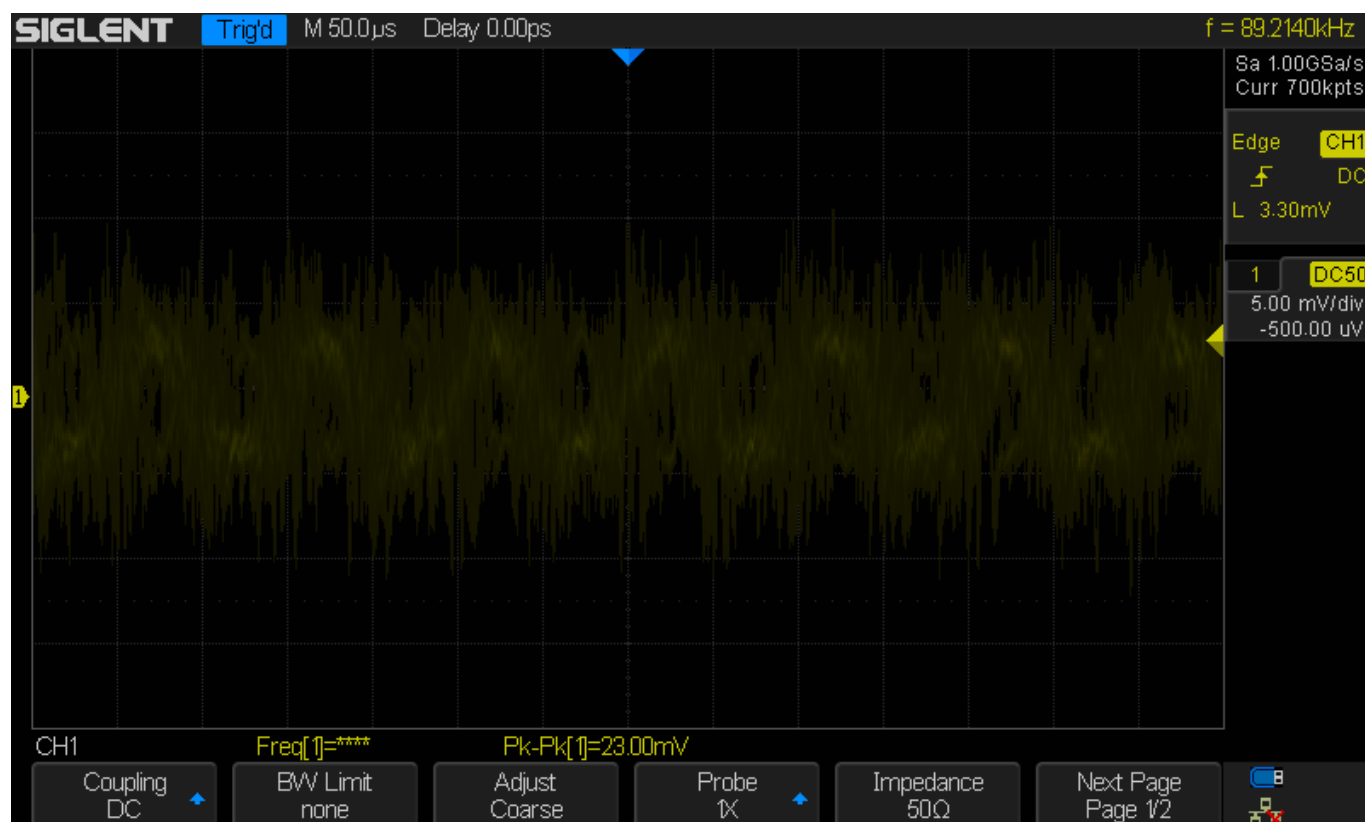 SIGLENT Trig'd M 50.0µs Delay 0.00ps f = 89.2140kHz
Sa 1.00GSa/s
Curr 700kpts
Edge CH1
DC
L 3.30mV
1 DC50
5.00 mV/div
-500.00 uV
1
CH1 Freq[1]=**** Pk-Pk[1]=23.00mV
Coupling BW Limit Adjust Probe Impedance Next Page
DC none Coarse 1X 50Ω Page 1/2